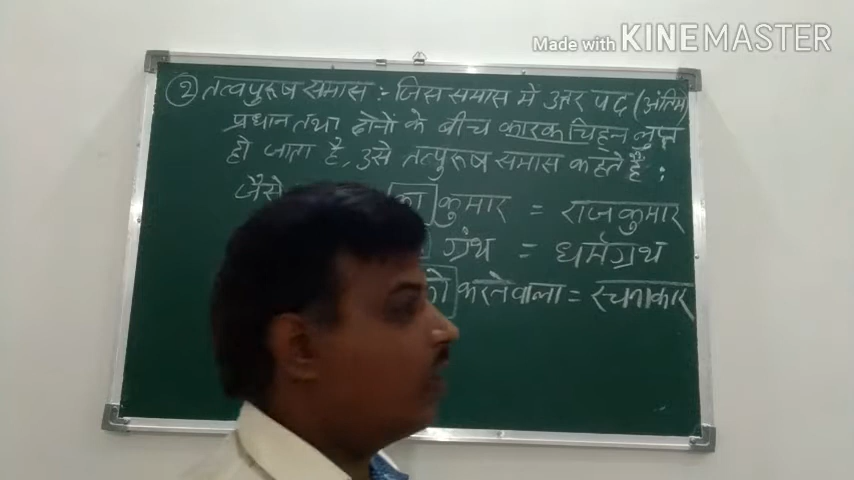 Made with KINEMASTER
② तत्वपुरूष समास :- जिस समास में उत्तर पद (अंतिम)
प्रधान तथा दोनों के बीच कारक चिह्न लुप्त
हो जाता है, उसे तत्पुरूष समास कहते हैं :
जैसे का कुमार = राजकुमार
ग्रंथ = धर्मग्रंथ
को करनेवाला = रचनाकार